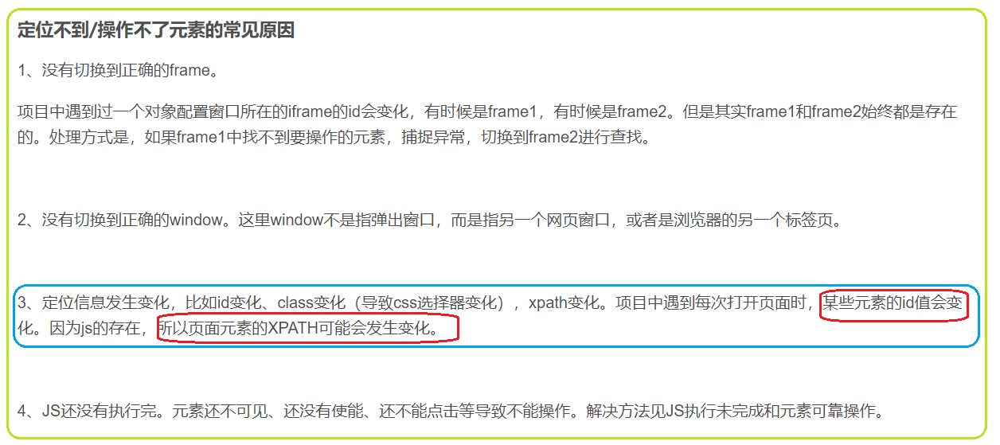 定位不到/操作不了元素的常见原因
1、没有切换到正确的frame。
项目中遇到过一个对象配置窗口所在的iframe的id会变化，有时候是frame1，有时候是frame2。但是其实frame1和frame2始终都是存在
的。处理方式是，如果frame1中找不到要操作的元素，捕捉异常，切换到frame2进行查找。
2、没有切换到正确的window。这里window不是指弹出窗口，而是指另一个网页窗口，或者是浏览器的另一个标签页。
3、定位信息发生变化，比如id变化、class变化（导致css选择器变化），xpath变化。项目中遇到每次打开页面时，某些元素的id值会变
化。因为js的存在，所以页面元素的XPATH可能会发生变化。
4、JS还没有执行完。元素还不可见、还没有使能、还不能点击等导致不能操作。解决方法见JS执行未完成和元素可靠操作。